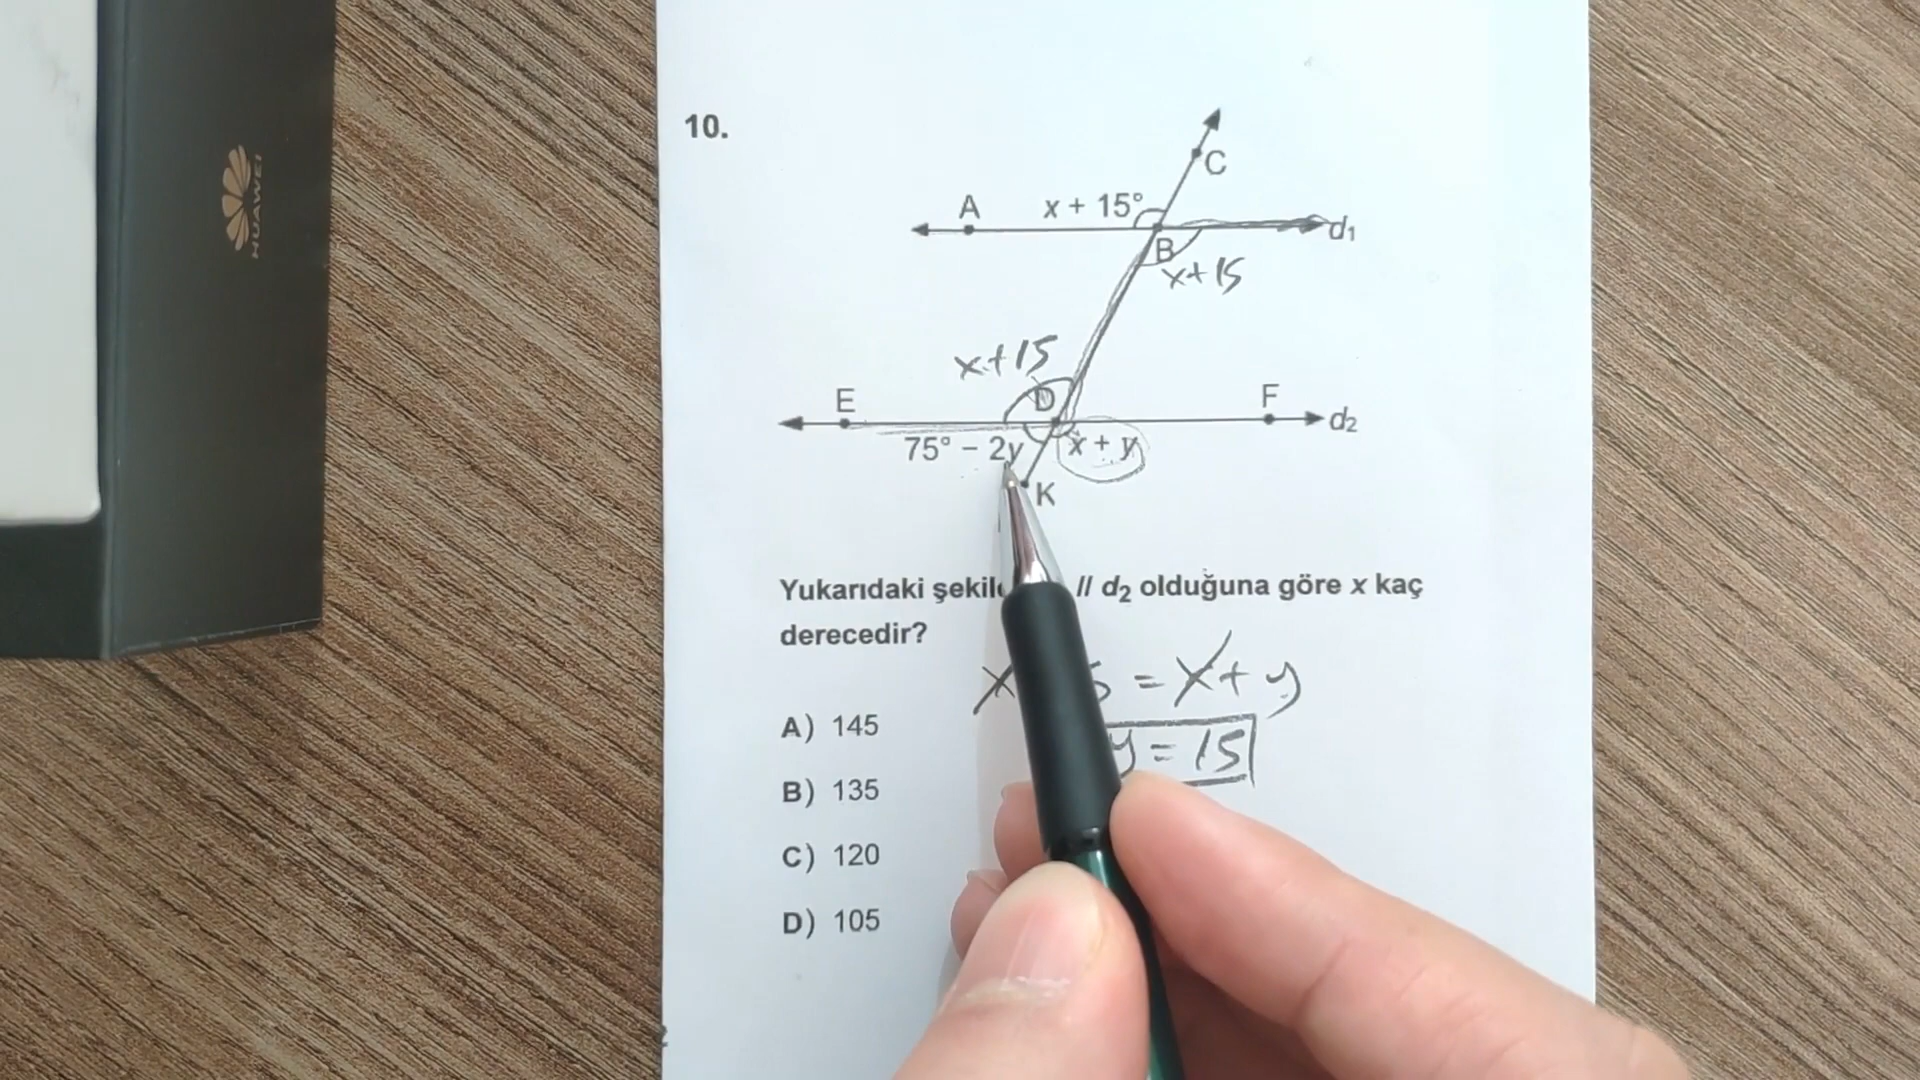 HUAWEI
10.
C
A
x + 15°
d1
B
x+15
x+15
E
D
F
d2
75° – 2y
x + y
K
Yukarıdaki // d2 olduğuna göre x kaç
derecedir?
= x + y
y = 15
A) 145
B) 135
C) 120
D) 105